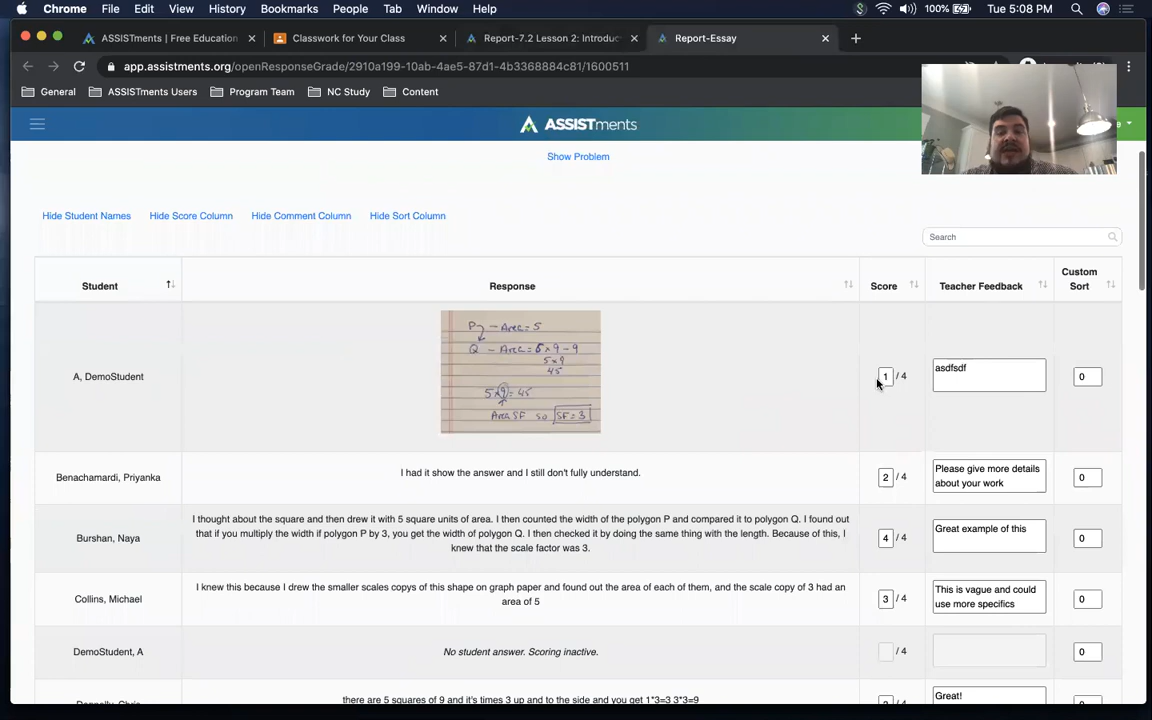 Chrome File Edit View History Bookmarks People Tab Window Help 100% Tue 5:08 PM
ASSISTments | Free Education Classwork for Your Class Report-7.2 Lesson 2: Introduc Report-Essay
app.assistments.org/openResponseGrade/2910a199-10ab-4ae5-87d1-4b3368884c81/1600511
General ASSISTments Users Program Team NC Study Content
ASSISTments
Show Problem
Hide Student Names Hide Score Column Hide Comment Column Hide Sort Column
Search
Student Response Score Teacher Feedback Custom Sort
P - Area = 5
Q - Area = 5 x 9 - 9
5 x 9
45
5 x 9 = 45
Area SF so SF = 3
A, DemoStudent 1 / 4 asdfsdf 0
Benachamardi, Priyanka I had it show the answer and I still don't fully understand. 2 / 4 Please give more details about your work 0
Burshan, Naya
I thought about the square and then drew it with 5 square units of area. I then counted the width of the polygon P and compared it to polygon Q. I found out
that if you multiply the width if polygon P by 3, you get the width of polygon Q. I then checked it by doing the same thing with the length. Because of this, I
knew that the scale factor was 3.
4 / 4 Great example of this 0
Collins, Michael
I knew this because I drew the smaller scales copys of this shape on graph paper and found out the area of each of them, and the scale copy of 3 had an
area of 5
3 / 4 This is vague and could use more specifics 0
DemoStudent, A No student answer. Scoring inactive. / 4 0
Donnelly, Chris there are 5 squares of 9 and it's times 3 up and to the side and you get 1*3=3 3*3=9 Great!